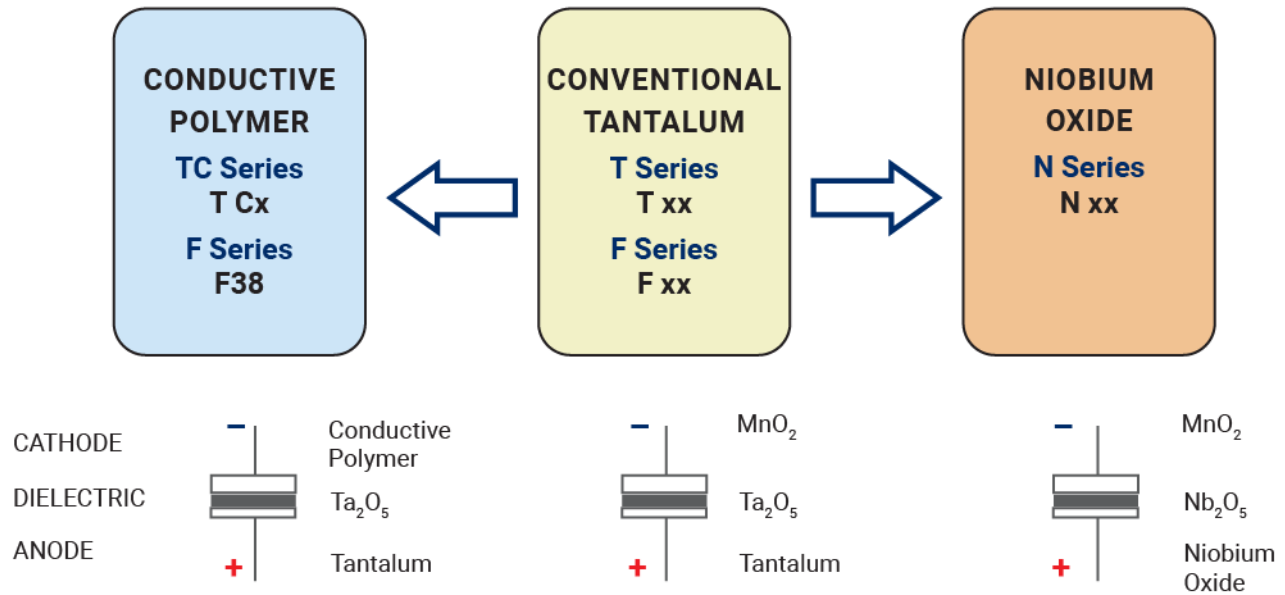 CONDUCTIVE
POLYMER
TC Series
T Cx
F Series
F38
CONVENTIONAL
TANTALUM
T Series
T xx
F Series
F xx
NIOBIUM
OXIDE
N Series
N xx
CATHODE
DIELECTRIC
ANODE
−
Conductive
Polymer
Ta₂O₅
+
Tantalum
−
MnO₂
Ta₂O₅
+
Tantalum
−
MnO₂
Nb₂O₅
+
Niobium
Oxide